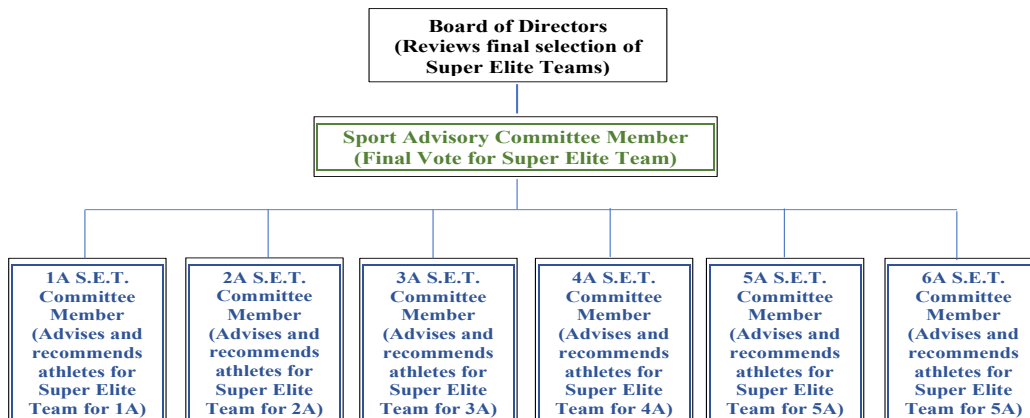 Board of Directors
(Reviews final selection of
Super Elite Teams)
Sport Advisory Committee Member
(Final Vote for Super Elite Team)
1A S.E.T.
Committee
Member
(Advises and
recommends
athletes for
Super Elite
Team for 1A)
2A S.E.T.
Committee
Member
(Advises and
recommends
athletes for
Super Elite
Team for 2A)
3A S.E.T.
Committee
Member
(Advises and
recommends
athletes for
Super Elite
Team for 3A)
4A S.E.T.
Committee
Member
(Advises and
recommends
athletes for
Super Elite
Team for 4A)
5A S.E.T.
Committee
Member
(Advises and
recommends
athletes for
Super Elite
Team for 5A)
6A S.E.T.
Committee
Member
(Advises and
recommends
athletes for
Super Elite
Team for 5A)